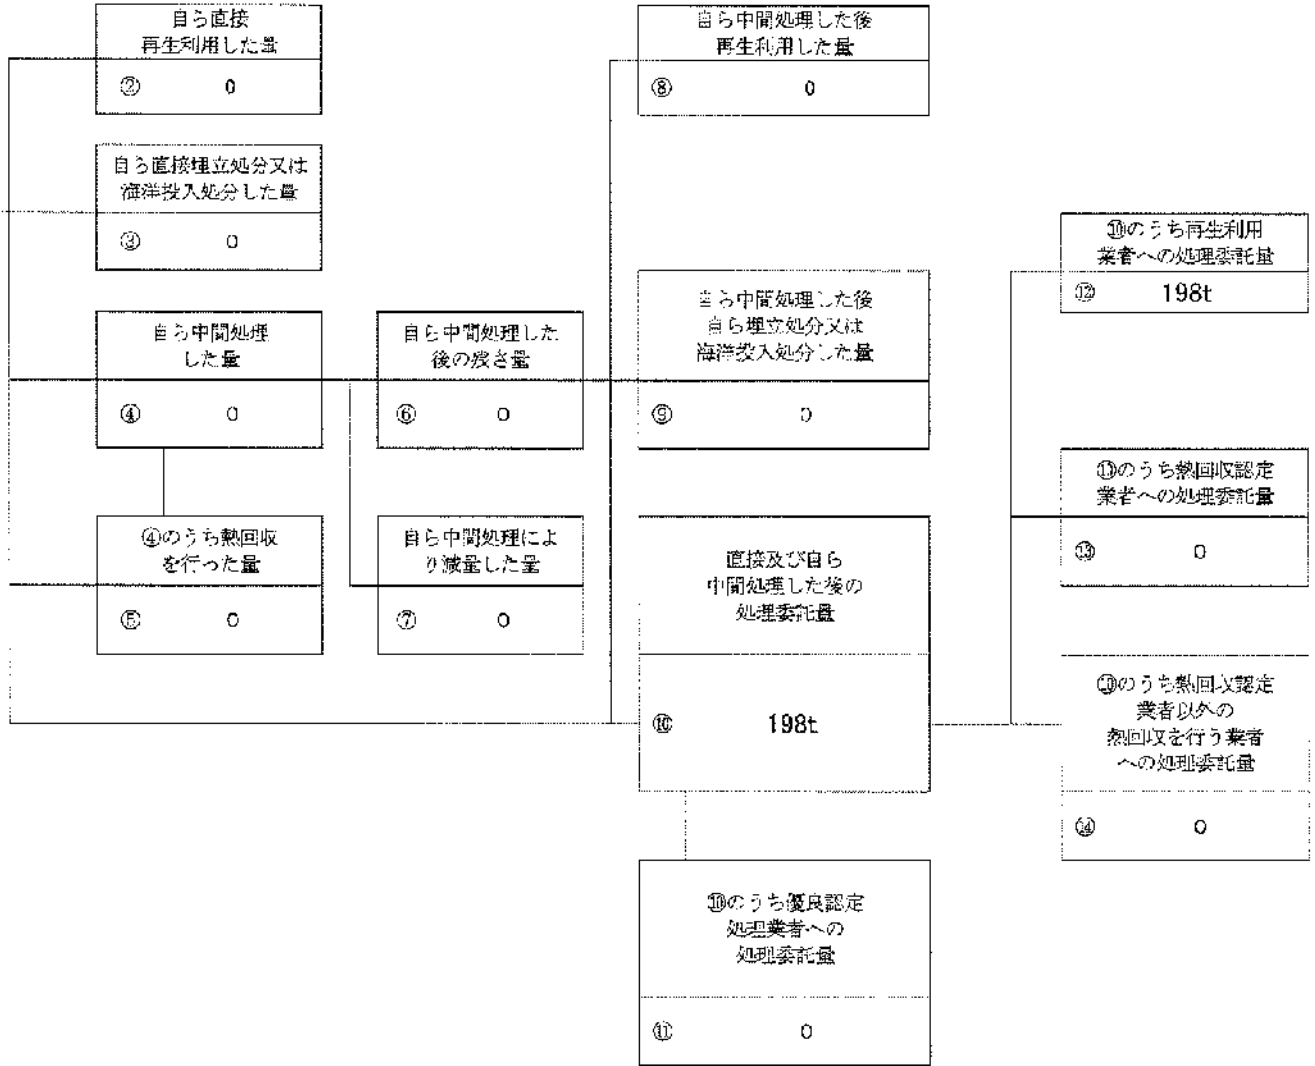 自ら直接
再生利用した量
② 0
自ら直接埋立処分又は
海洋投入処分した量
③ 0
自ら中間処理
した量
④ 0
④のうち熱回収
を行った量
⑤ 0
自ら中間処理した
後の残さ量
⑥ 0
自ら中間処理によ
り減量した量
⑦ 0
自ら中間処理した後
再生利用した量
⑧ 0
自ら中間処理した後
自ら埋立処分又は
海洋投入処分した量
⑨ 0
直接及び自ら
中間処理した後の
処理委託量
⑩ 198t
⑩のうち優良認定
処理業者への
処理委託量
⑪ 0
⑩のうち再生利用
業者への処理委託量
⑫ 198t
⑩のうち熱回収認定
業者への処理委託量
⑬ 0
⑩のうち熱回収認定
業者以外の
熱回収を行う業者
への処理委託量
⑭ 0